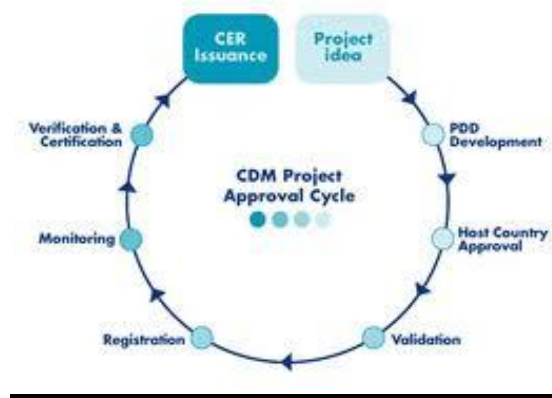 CER
Issuance
Project
idea
PDD
Development
Host Country
Approval
Validation
Registration
Monitoring
Verification &
Certification
CDM Project
Approval Cycle